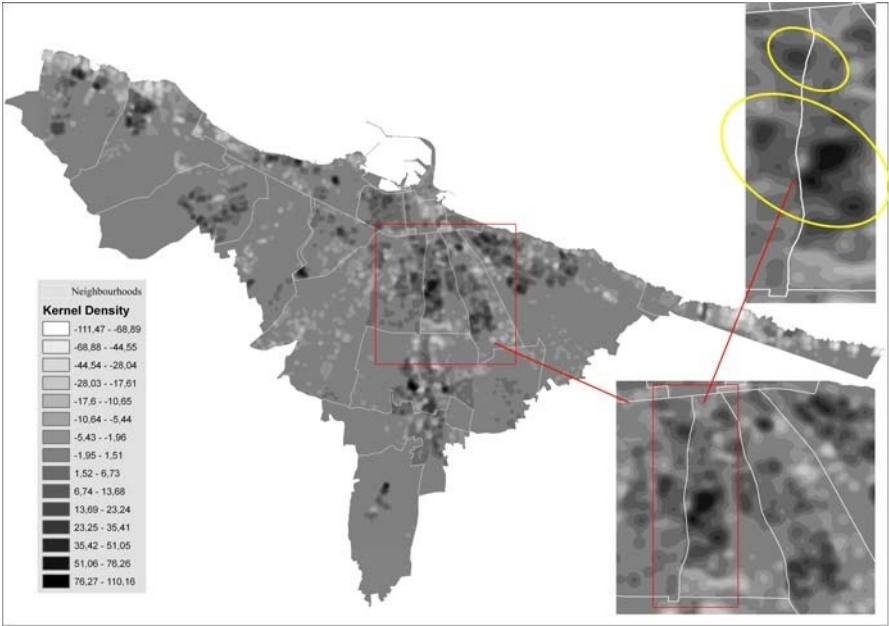 Neighbourhoods
Kernel Density
-111,47 - -68,89
-68,88 - -44,55
-44,54 - -28,04
-28,03 - -17,61
-17,6 - -10,65
-10,64 - -5,44
-5,43 - -1,96
-1,95 - 1,51
1,52 - 6,73
6,74 - 13,68
13,69 - 23,24
23,25 - 35,41
35,42 - 51,05
51,06 - 76,26
76,27 - 110,16